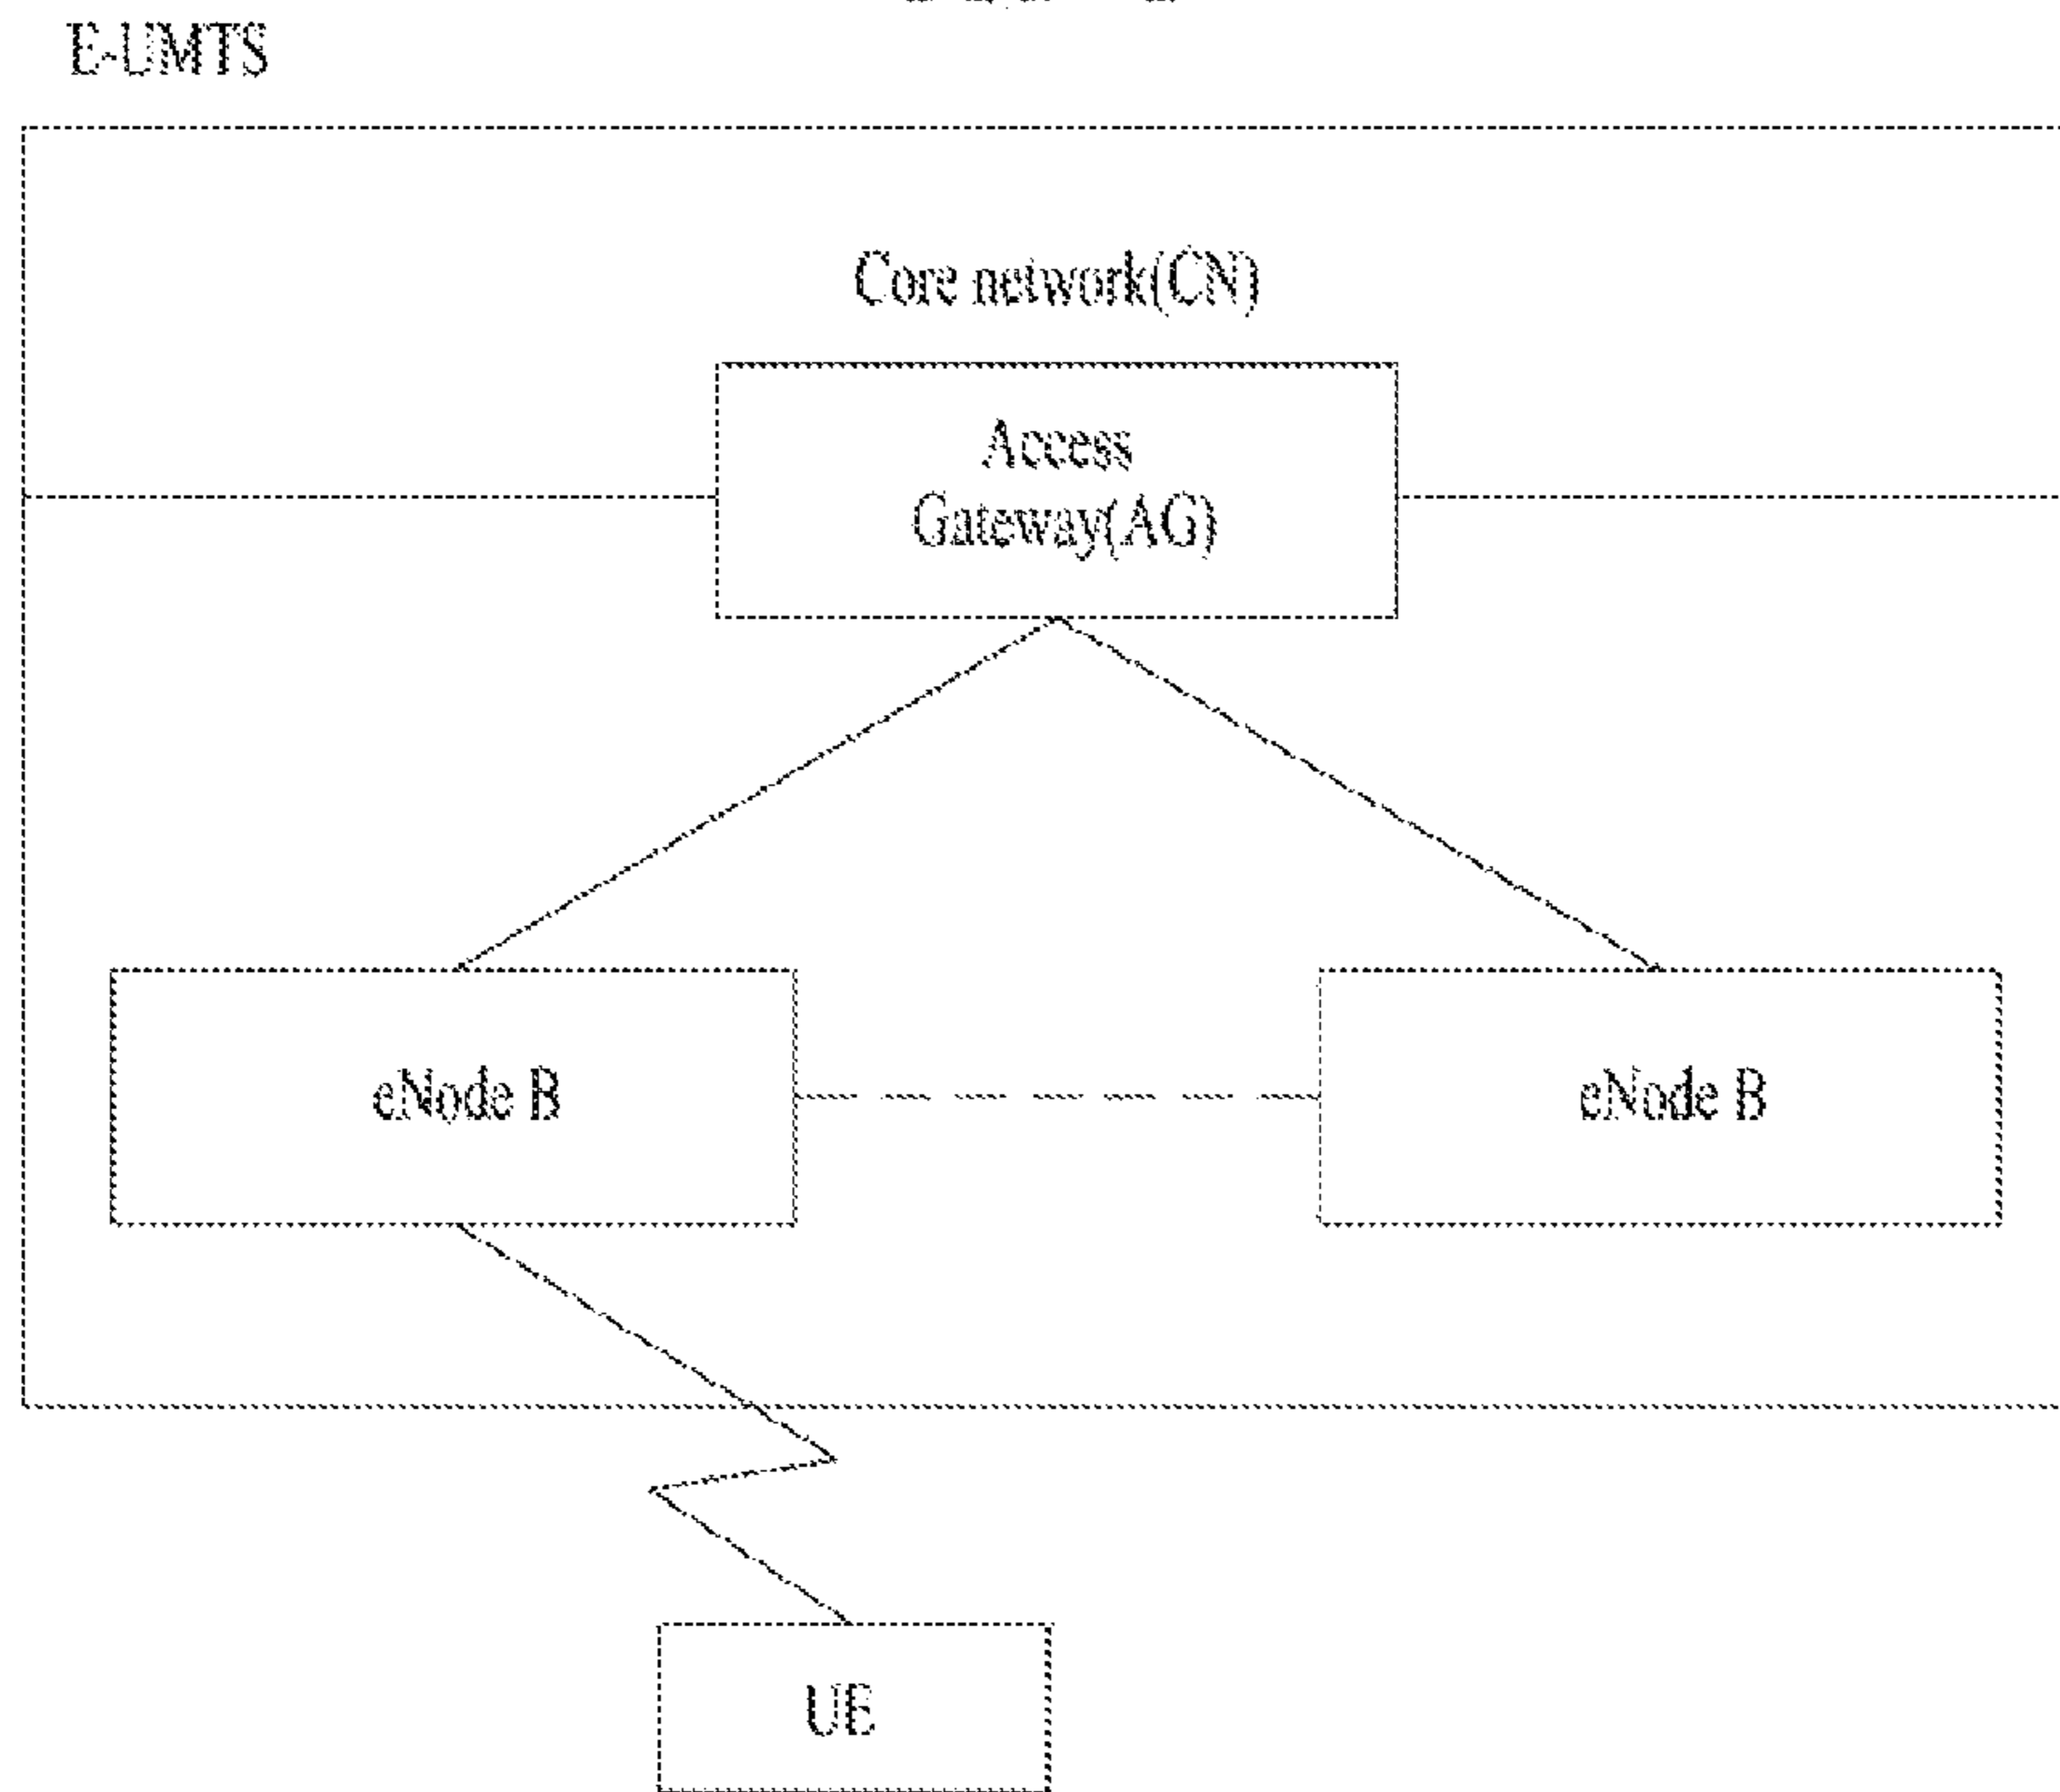 E-UMTS
Core network(CN)
Access
Gateway(AG)
eNode B
eNode B
UE